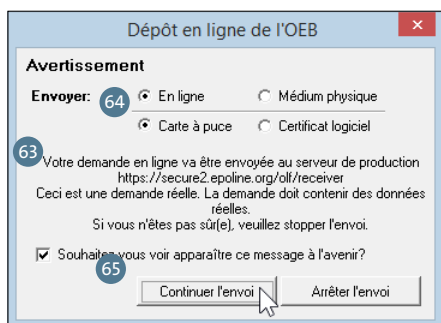 Dépôt en ligne de l'OEB
Avertissement
Envoyer: 64 En ligne Médium physique
Carte à puce Certificat logiciel
63
Votre demande en ligne va être envoyée au serveur de production
https://secure2.epoline.org/olf/receiver
Ceci est une demande réelle. La demande doit contenir des données
réelles.
Si vous n'êtes pas sûr(e), veuillez stopper l'envoi.
Souhaitez vous voir apparaître ce message à l'avenir?
65
Continuer l'envoi Arrêter l'envoi